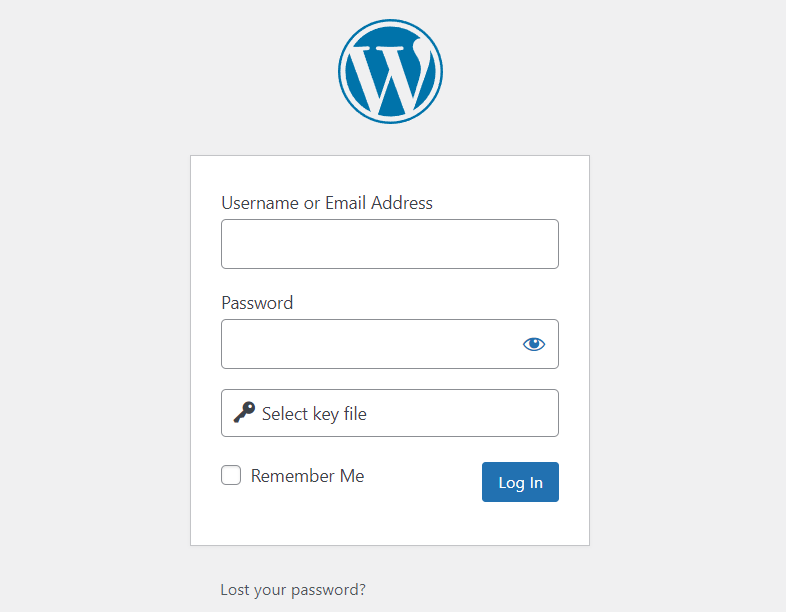 Username or Email Address
Password
Select key file
Remember Me
Log In
Lost your password?